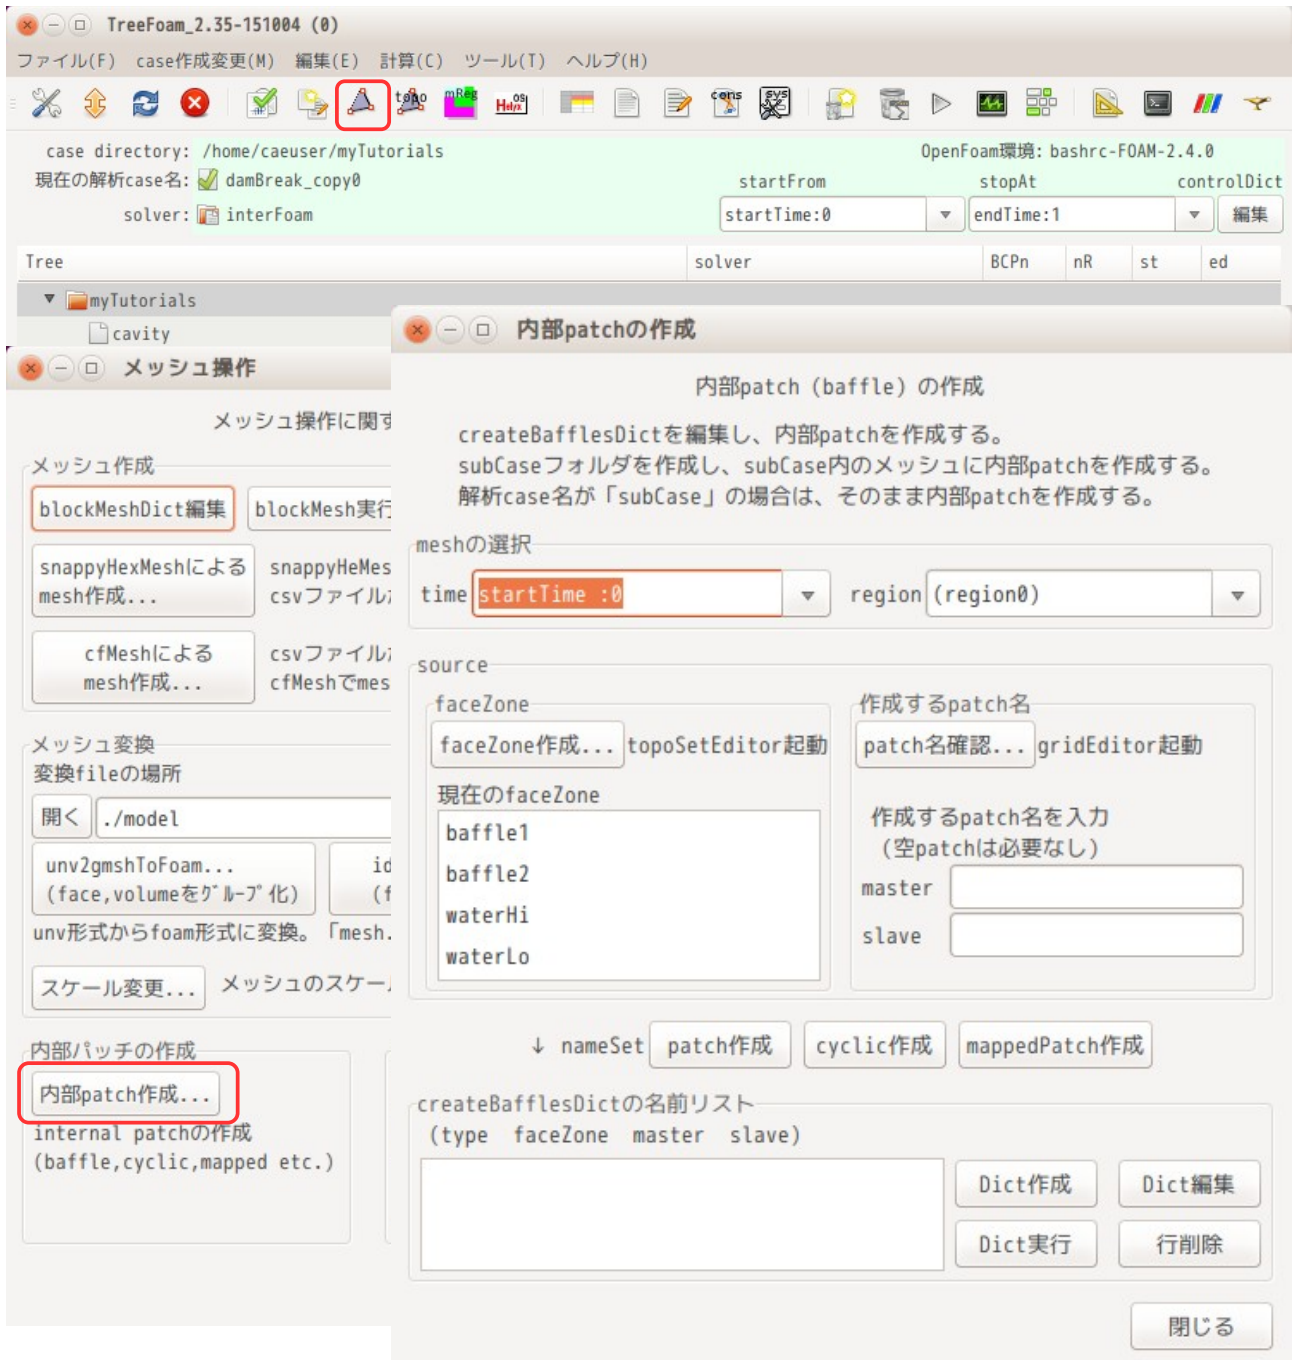 TreeFoam_2.35-151004 (0)
ファイル(F) case作成変更(M) 編集(E) 計算(C) ツール(T) ヘルプ(H)
topo mReg Help OS cons sys
case directory: /home/caeuser/myTutorials
OpenFoam環境: bashrc-FOAM-2.4.0
現在の解析case名: damBreak_copy0
startFrom stopAt controlDict
solver: interFoam
startTime:0 endTime:1 編集
Tree solver BCPn nR st ed
myTutorials
cavity
メッシュ操作
メッシュ操作に関す
メッシュ作成
blockMeshDict編集 blockMesh実行
snappyHexMeshによる
mesh作成...
snappyHeMes
csvファイル
cfMeshによる
mesh作成...
csvファイル
cfMeshでmes
メッシュ変換
変換fileの場所
開く ./model
unv2gmshToFoam...
(face,volumeをグループ化)
id
(f
unv形式からfoam形式に変換。「mesh.
スケール変更... メッシュのスケー
内部パッチの作成
内部patch作成...
internal patchの作成
(baffle,cyclic,mapped etc.)
内部patchの作成
内部patch (baffle) の作成
createBafflesDictを編集し、内部patchを作成する。
subCaseフォルダを作成し、subCase内のメッシュに内部patchを作成する。
解析case名が「subCase」の場合は、そのまま内部patchを作成する。
meshの選択
time startTime :0 region (region0)
source
faceZone
faceZone作成... topoSetEditor起動
現在のfaceZone
baffle1
baffle2
waterHi
waterLo
作成するpatch名
patch名確認... gridEditor起動
作成するpatch名を入力
(空patchは必要なし)
master
slave
↓ nameSet patch作成 cyclic作成 mappedPatch作成
createBafflesDictの名前リスト
(type faceZone master slave)
Dict作成 Dict編集
Dict実行 行削除
閉じる